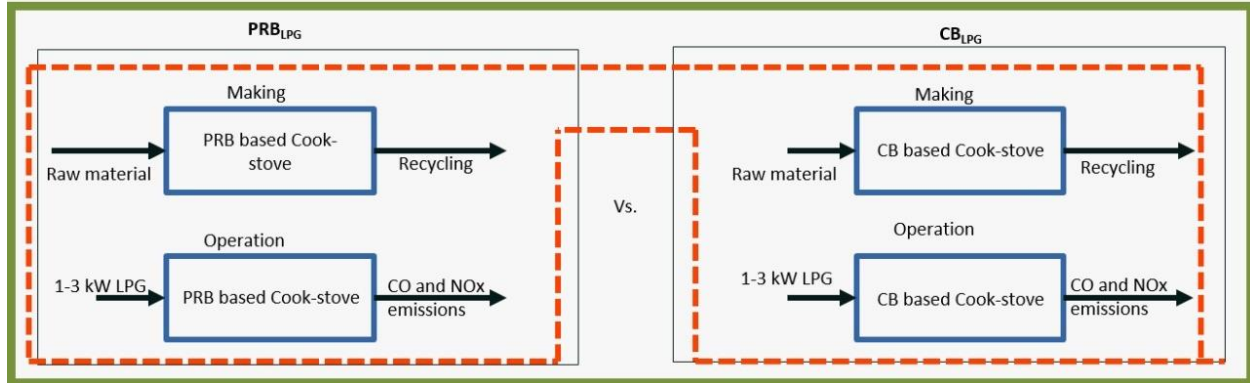 PRB_LPG
Making
PRB based Cook-
stove
Raw material
Recycling
Operation
1-3 kW LPG
PRB based Cook-stove
CO and NOx
emissions
Vs.
CB_LPG
Making
CB based Cook-stove
Raw material
Recycling
Operation
1-3 kW LPG
CB based Cook-stove
CO and NOx
emissions